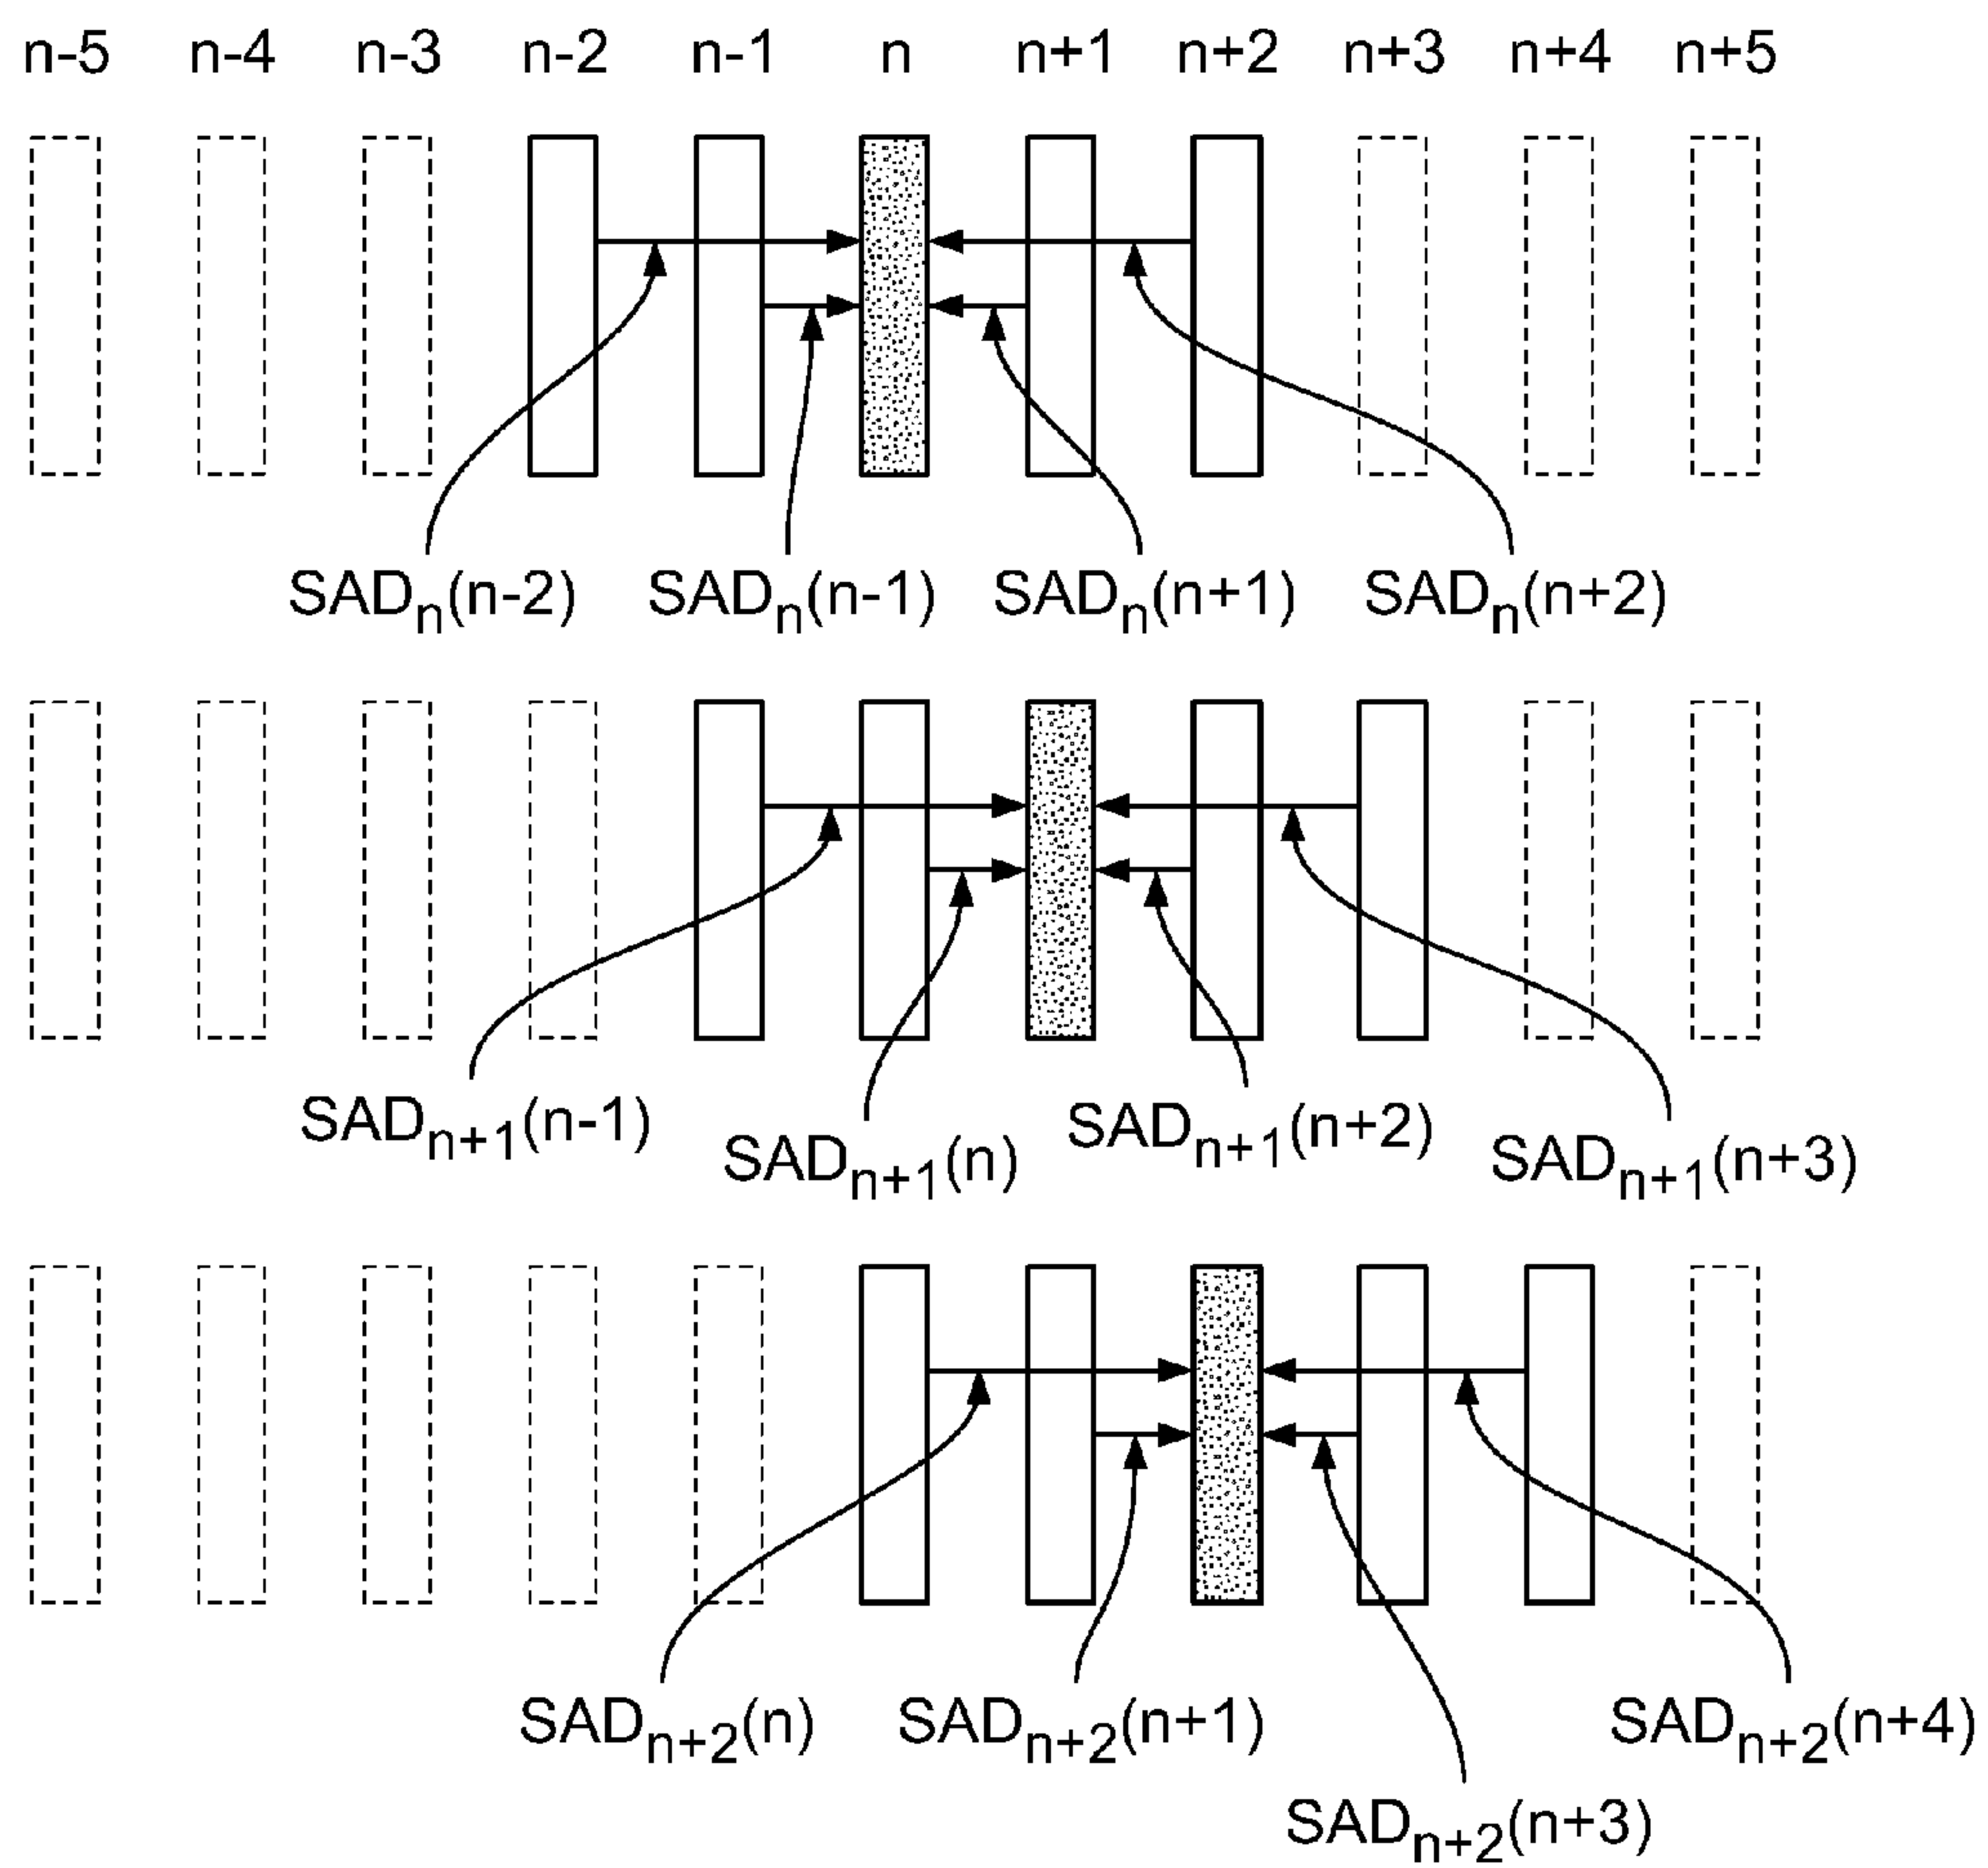 n-5 n-4 n-3 n-2 n-1 n n+1 n+2 n+3 n+4 n+5
SADn(n-2) SADn(n-1) SADn(n+1) SADn(n+2)
SADn+1(n-1) SADn+1(n) SADn+1(n+2) SADn+1(n+3)
SADn+2(n) SADn+2(n+1) SADn+2(n+4)
SADn+2(n+3)